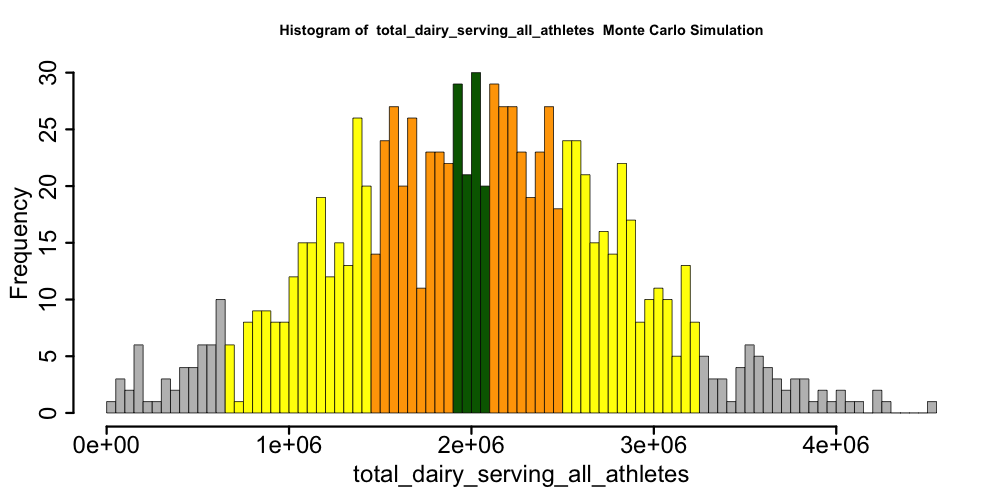 Histogram of  total_dairy_serving_all_athletes  Monte Carlo Simulation
30
25
20
15
10
5
0
Frequency
0e+00 1e+06 2e+06 3e+06 4e+06
total_dairy_serving_all_athletes